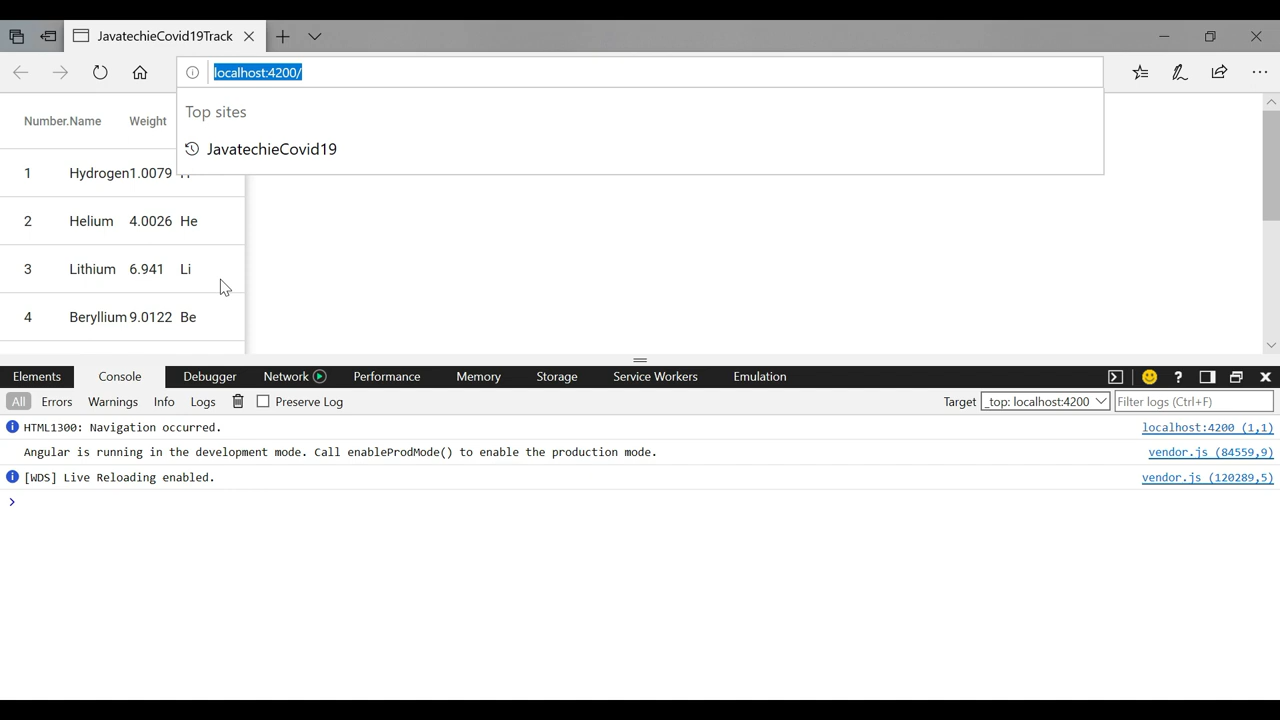 JavatechieCovid19Track
localhost:4200/
Top sites
JavatechieCovid19
Number. Name Weight
1 Hydrogen 1.0079
2 Helium 4.0026 He
3 Lithium 6.941 Li
4 Beryllium 9.0122 Be
Elements Console Debugger Network Performance Memory Storage Service Workers Emulation
All Errors Warnings Info Logs Preserve Log Target _top: localhost:4200 Filter logs (Ctrl+F)
HTML1300: Navigation occurred. localhost:4200 (1,1)
Angular is running in the development mode. Call enableProdMode() to enable the production mode. vendor.js (84559,9)
[WDS] Live Reloading enabled. vendor.js (120289,5)